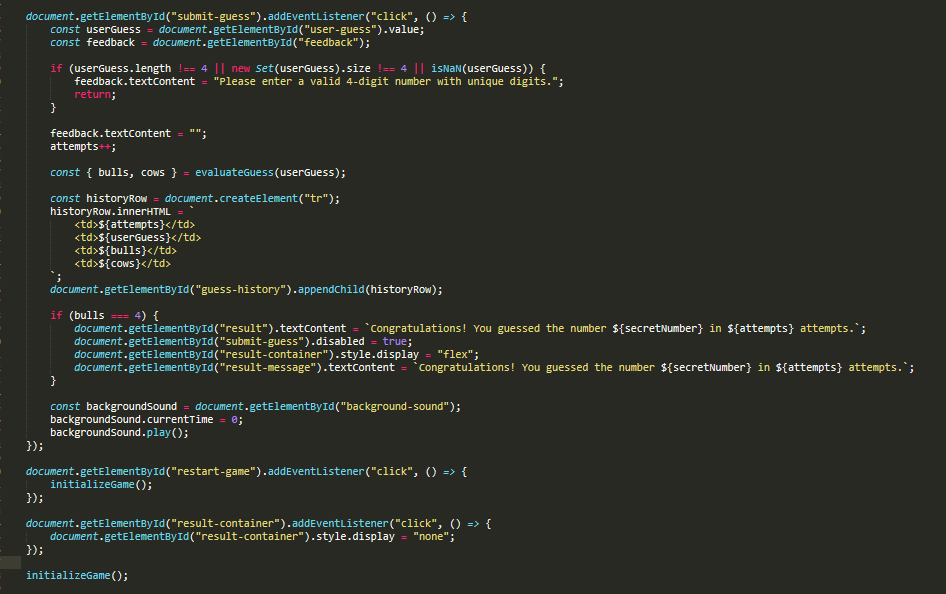 document.getElementById("submit-guess").addEventListener("click", () => {
    const userGuess = document.getElementById("user-guess").value;
    const feedback = document.getElementById("feedback");

    if (userGuess.length !== 4 || new Set(userGuess).size !== 4 || isNaN(userGuess)) {
        feedback.textContent = "Please enter a valid 4-digit number with unique digits.";
        return;
    }

    feedback.textContent = "";
    attempts++;

    const { bulls, cows } = evaluateGuess(userGuess);

    const historyRow = document.createElement("tr");
    historyRow.innerHTML = `
        <td>${attempts}</td>
        <td>${userGuess}</td>
        <td>${bulls}</td>
        <td>${cows}</td>
    `;
    document.getElementById("guess-history").appendChild(historyRow);

    if (bulls === 4) {
        document.getElementById("result").textContent = `Congratulations! You guessed the number ${secretNumber} in ${attempts} attempts.`;
        document.getElementById("submit-guess").disabled = true;
        document.getElementById("result-container").style.display = "flex";
        document.getElementById("result-message").textContent = `Congratulations! You guessed the number ${secretNumber} in ${attempts} attempts.`;
    }

    const backgroundSound = document.getElementById("background-sound");
    backgroundSound.currentTime = 0;
    backgroundSound.play();
});

document.getElementById("restart-game").addEventListener("click", () => {
    initializeGame();
});

document.getElementById("result-container").addEventListener("click", () => {
    document.getElementById("result-container").style.display = "none";
});

initializeGame();